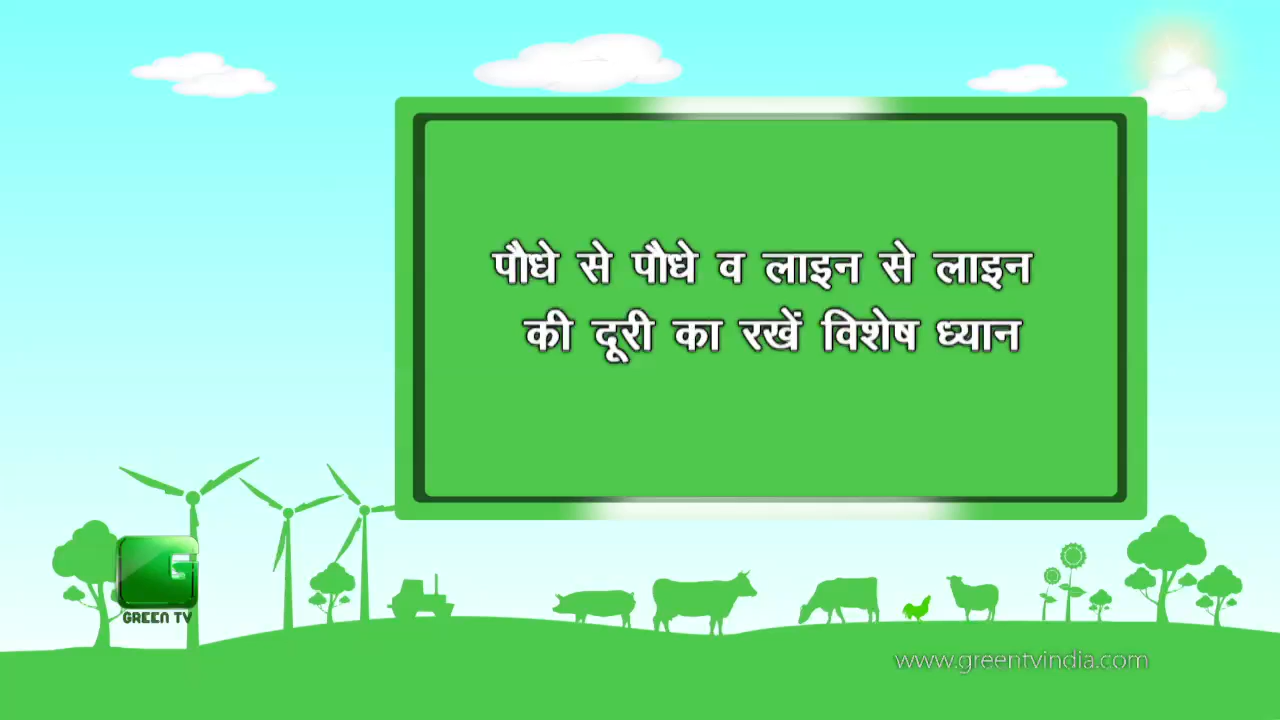 पौधे से पौधे व लाइन से लाइन
की दूरी का रखें विशेष ध्यान
GREEN TV
www.greentvindia.com